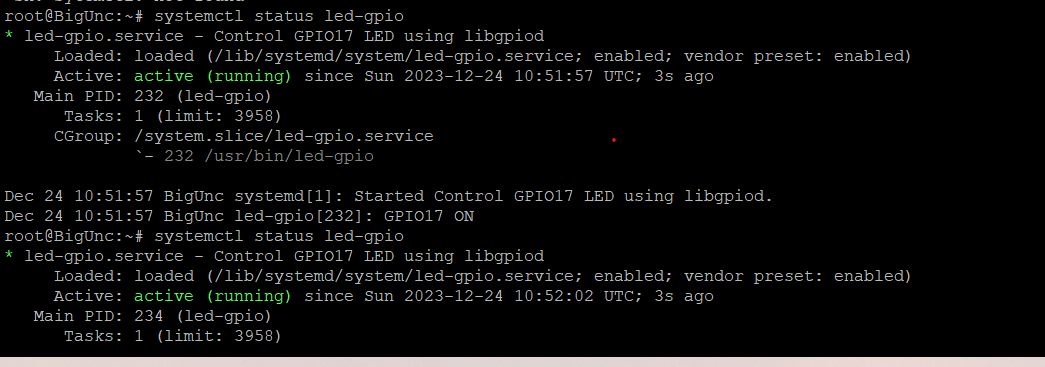 root@BigUnc:~# systemctl status led-gpio
* led-gpio.service - Control GPIO17 LED using libgpiod
     Loaded: loaded (/lib/systemd/system/led-gpio.service; enabled; vendor preset: enabled)
     Active: active (running) since Sun 2023-12-24 10:51:57 UTC; 3s ago
   Main PID: 232 (led-gpio)
      Tasks: 1 (limit: 3958)
     CGroup: /system.slice/led-gpio.service
             `- 232 /usr/bin/led-gpio

Dec 24 10:51:57 BigUnc systemd[1]: Started Control GPIO17 LED using libgpiod.
Dec 24 10:51:57 BigUnc led-gpio[232]: GPIO17 ON
root@BigUnc:~# systemctl status led-gpio
* led-gpio.service - Control GPIO17 LED using libgpiod
     Loaded: loaded (/lib/systemd/system/led-gpio.service; enabled; vendor preset: enabled)
     Active: active (running) since Sun 2023-12-24 10:52:02 UTC; 3s ago
   Main PID: 234 (led-gpio)
      Tasks: 1 (limit: 3958)